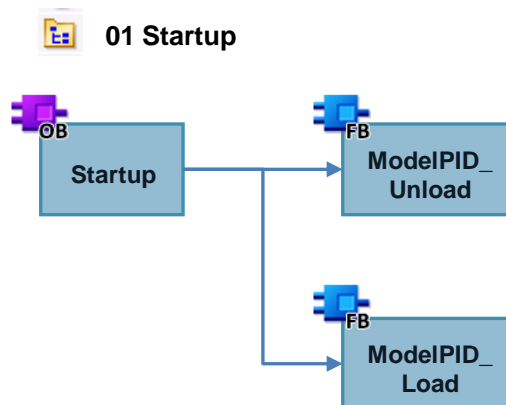 01 Startup
OB
Startup
FB
ModelPID_
Unload
FB
ModelPID_
Load